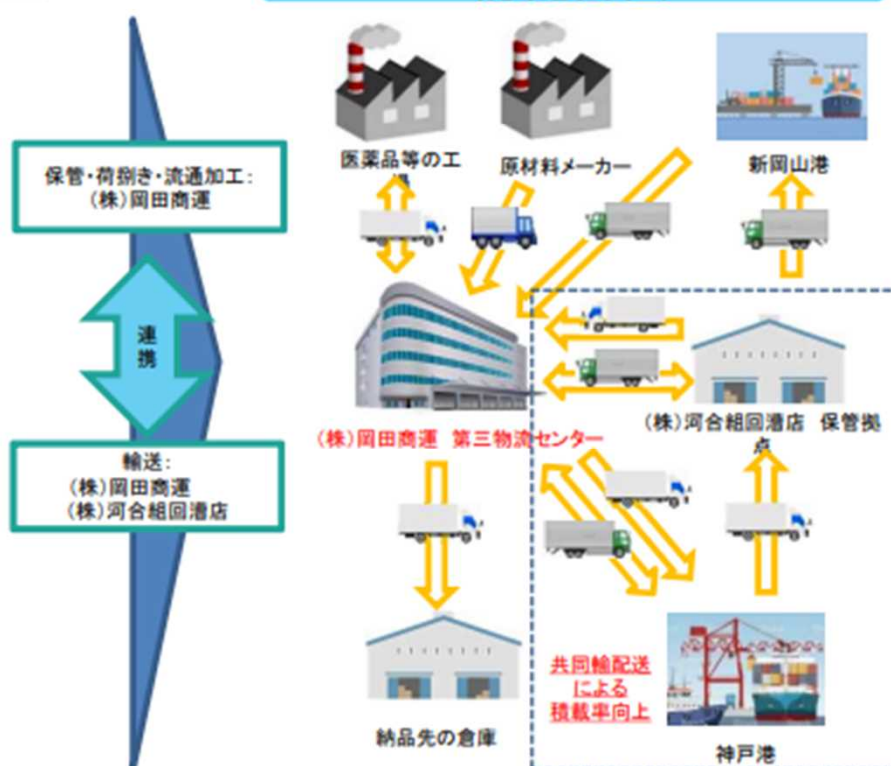 保管・荷捌き・流通加工:
(株)岡田商運
連
携
輸送:
(株)岡田商運
(株)河合組回漕店
医薬品等の工
原材料メーカー
新岡山港
(株)岡田商運 第三物流センター
(株)河合組回漕店 保管拠
点
納品先の倉庫
共同輸配送
による
積載率向上
神戸港